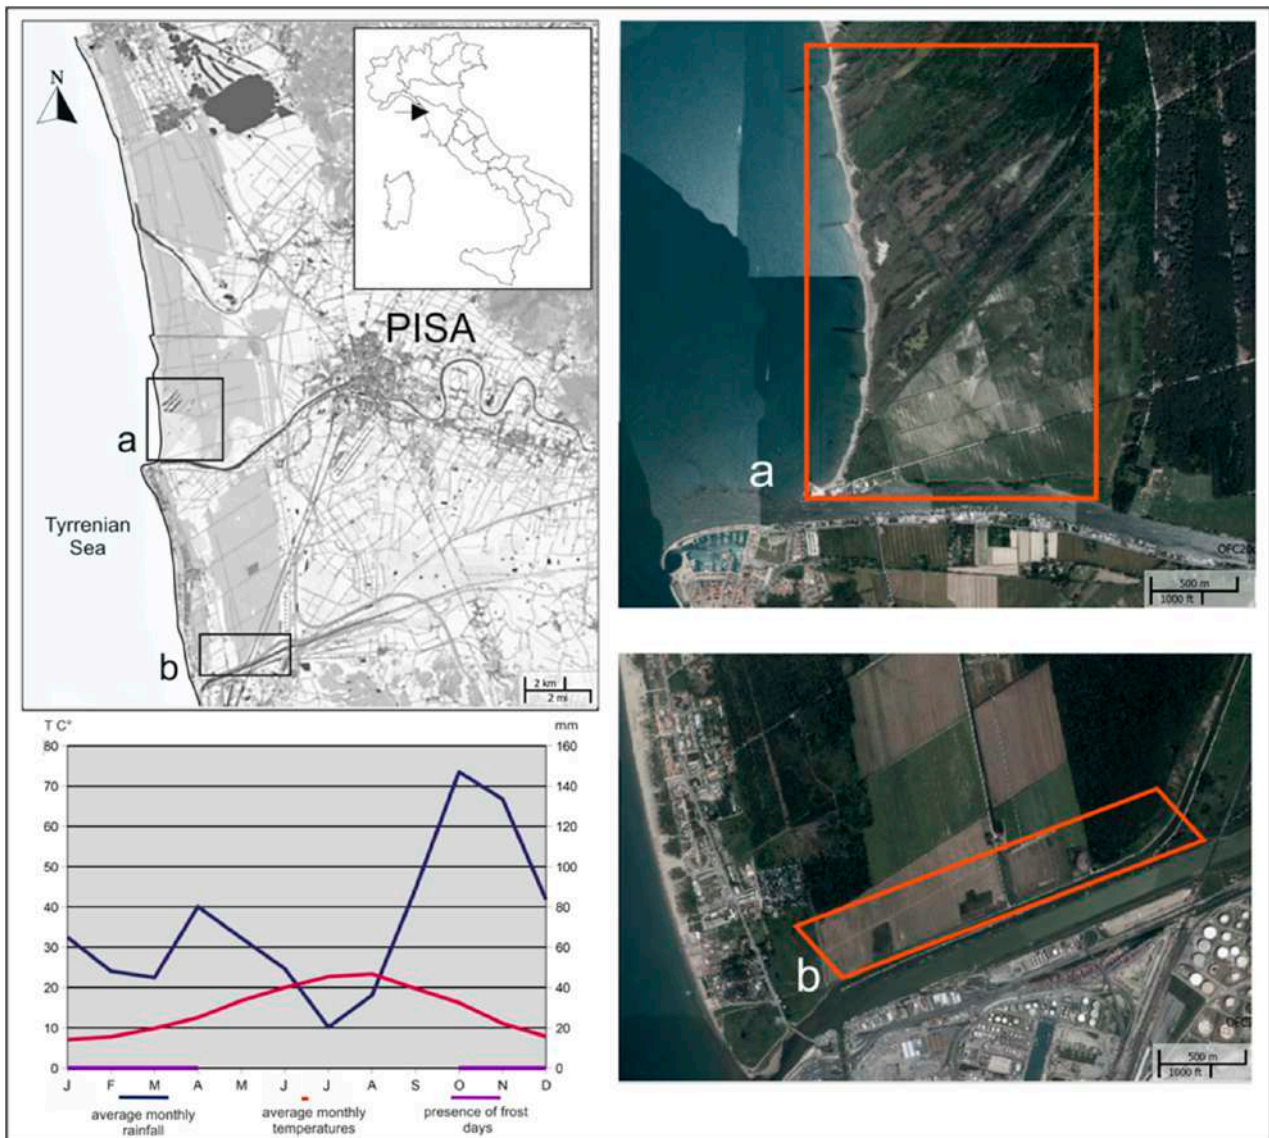 N
PISA
a
Tyrrenian
Sea
b
2 km
2 mi
a
500 m
1000 ft
b
500 m
1000 ft
T C°
mm
80
70
60
50
40
30
20
10
0
160
140
120
100
80
60
40
20
0
J F M A M J J A S O N D
average monthly
rainfall
average monthly
temperatures
presence of frost
days